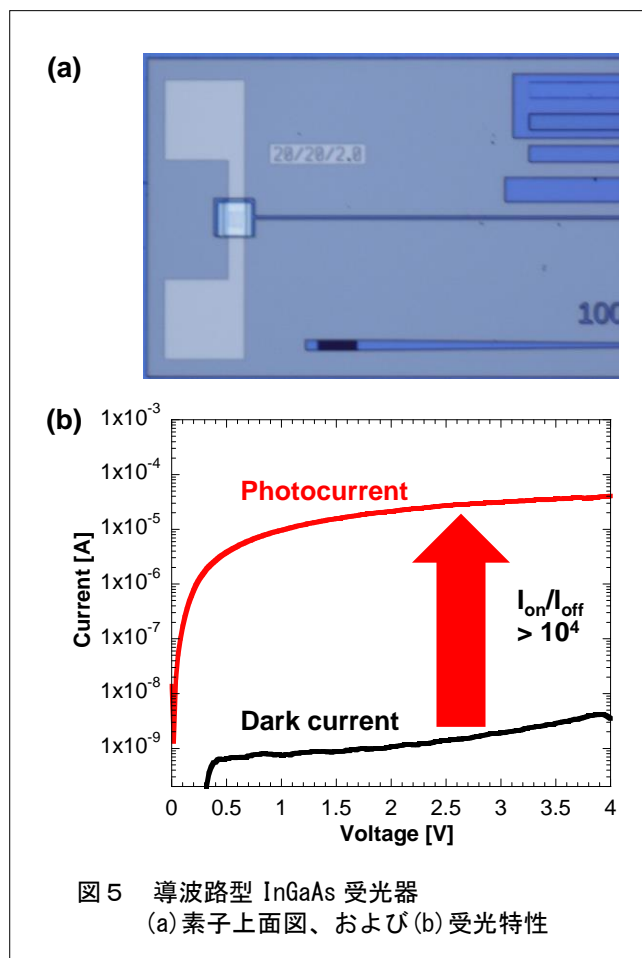 (a)
20/20/2.0
100
(b)
1x10⁻³
1x10⁻⁴
1x10⁻⁵
1x10⁻⁶
1x10⁻⁷
1x10⁻⁸
1x10⁻⁹
Current [A]
Photocurrent
I_on/I_off
> 10⁴
Dark current
0 0.5 1 1.5 2 2.5 3 3.5 4
Voltage [V]
図５ 導波路型 InGaAs 受光器
(a)素子上面図、および(b)受光特性